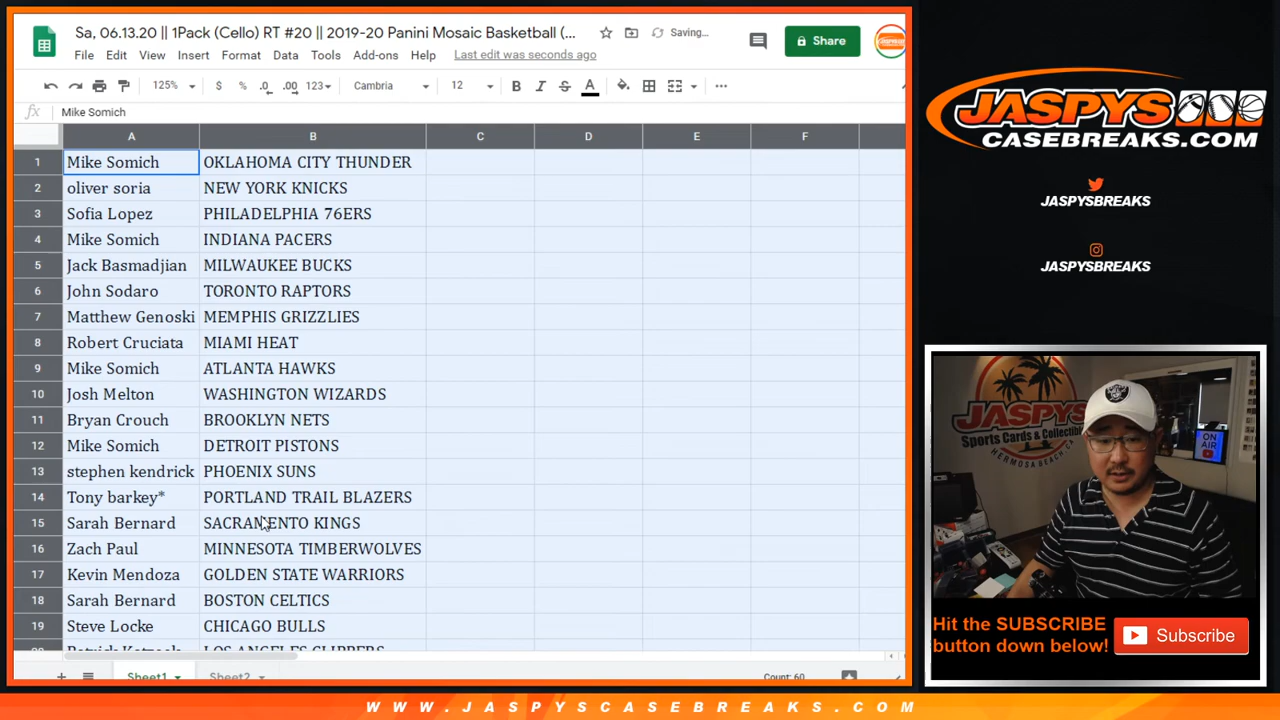 Sa, 06.13.20 || 1Pack (Cello) RT #20 || 2019-20 Panini Mosaic Basketball (...
Saving...
Share
File Edit View Insert Format Data Tools Add-ons Help Last edit was seconds ago
125% $ % .0 .00 123 Cambria 12 B I S A
fx Mike Somich
A B C D E F
1 Mike Somich OKLAHOMA CITY THUNDER
2 oliver soria NEW YORK KNICKS
3 Sofia Lopez PHILADELPHIA 76ERS
4 Mike Somich INDIANA PACERS
5 Jack Basmadjian MILWAUKEE BUCKS
6 John Sodaro TORONTO RAPTORS
7 Matthew Genoski MEMPHIS GRIZZLIES
8 Robert Cruciata MIAMI HEAT
9 Mike Somich ATLANTA HAWKS
10 Josh Melton WASHINGTON WIZARDS
11 Bryan Crouch BROOKLYN NETS
12 Mike Somich DETROIT PISTONS
13 stephen kendrick PHOENIX SUNS
14 Tony barkey* PORTLAND TRAIL BLAZERS
15 Sarah Bernard SACRAMENTO KINGS
16 Zach Paul MINNESOTA TIMBERWOLVES
17 Kevin Mendoza GOLDEN STATE WARRIORS
18 Sarah Bernard BOSTON CELTICS
19 Steve Locke CHICAGO BULLS
LOS ANGELES CLIPPERS
Sheet1 Sheet2 Count: 60
JASPYS
CASEBREAKS.COM
JASPYSBREAKS
JASPYSBREAKS
JASPYS
Sports Cards & Collectibles
HERMOSA BEACH CA
ON AIR
Hit the SUBSCRIBE
button down below!
Subscribe
WWW.JASPYSCASEBREAKS.COM